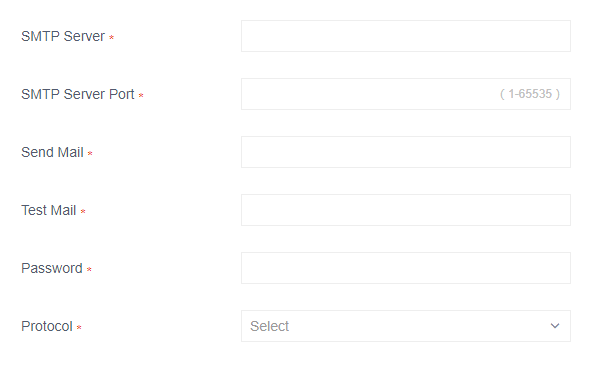 SMTP Server *
SMTP Server Port * ( 1-65535 )
Send Mail *
Test Mail *
Password *
Protocol * Select